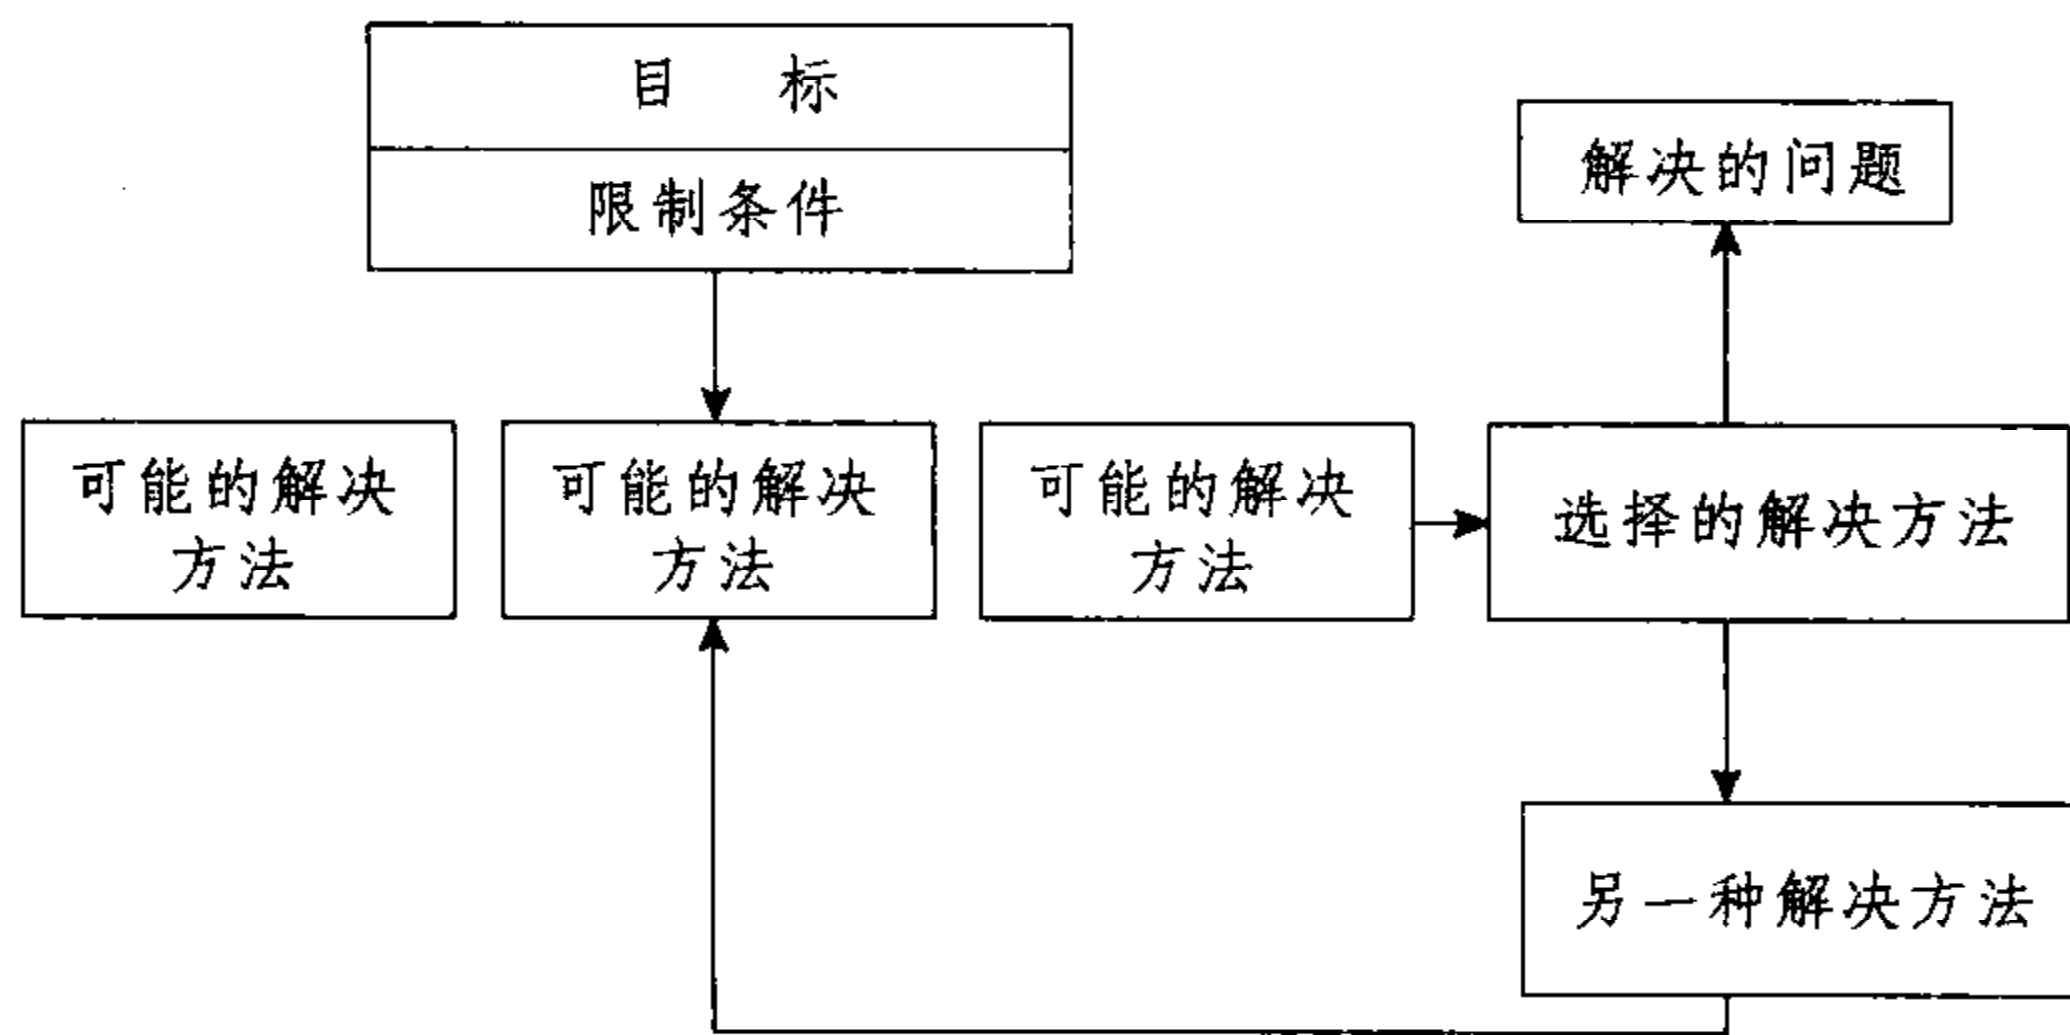 目 标
限制条件
解决的问题
可能的解决
方法
可能的解决
方法
可能的解决
方法
选择的解决方法
另一种解决方法